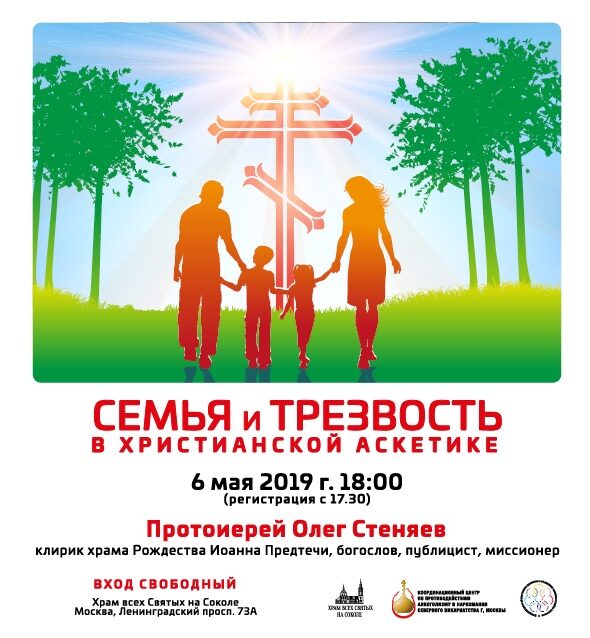 СЕМЬЯ и ТРЕЗВОСТЬ
В ХРИСТИАНСКОЙ АСКЕТИКЕ
6 мая 2019 г. 18:00
(регистрация с 17.30)
Протоиерей Олег Стеняев
клирик храма Рождества Иоанна Предтечи, богослов, публицист, миссионер
ВХОД СВОБОДНЫЙ
Храм всех Святых на Соколе
Москва, Ленинградский просп. 73А
ХРАМ ВСЕХ СВЯТЫХ
НА СОКОЛЕ
КООРДИНАЦИОННЫЙ ЦЕНТР
ПО ПРОТИВОДЕЙСТВИЮ
АЛКОГОЛИЗМУ И НАРКОМАНИИ
СЕВЕРНОГО ВИКАРИАТСТВА Г. МОСКВЫ